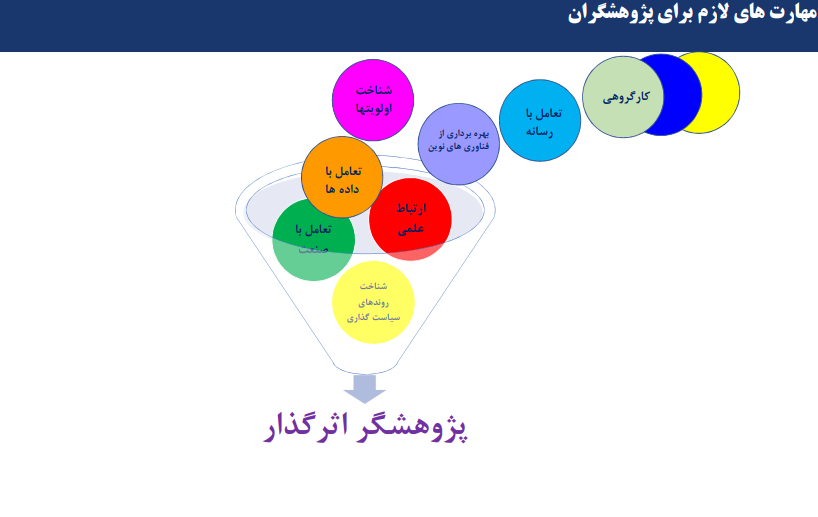 مهارت های لازم برای پژوهشگران
شناخت
اولویتها
کارگروهی
تعامل با
رسانه
بهره برداری از
فناوری های نوین
تعامل با
داده ها
ارتباط
علمی
تعامل با
صنعت
شناخت
روندهای
سیاست گذاری
پژوهشگر اثرگذار